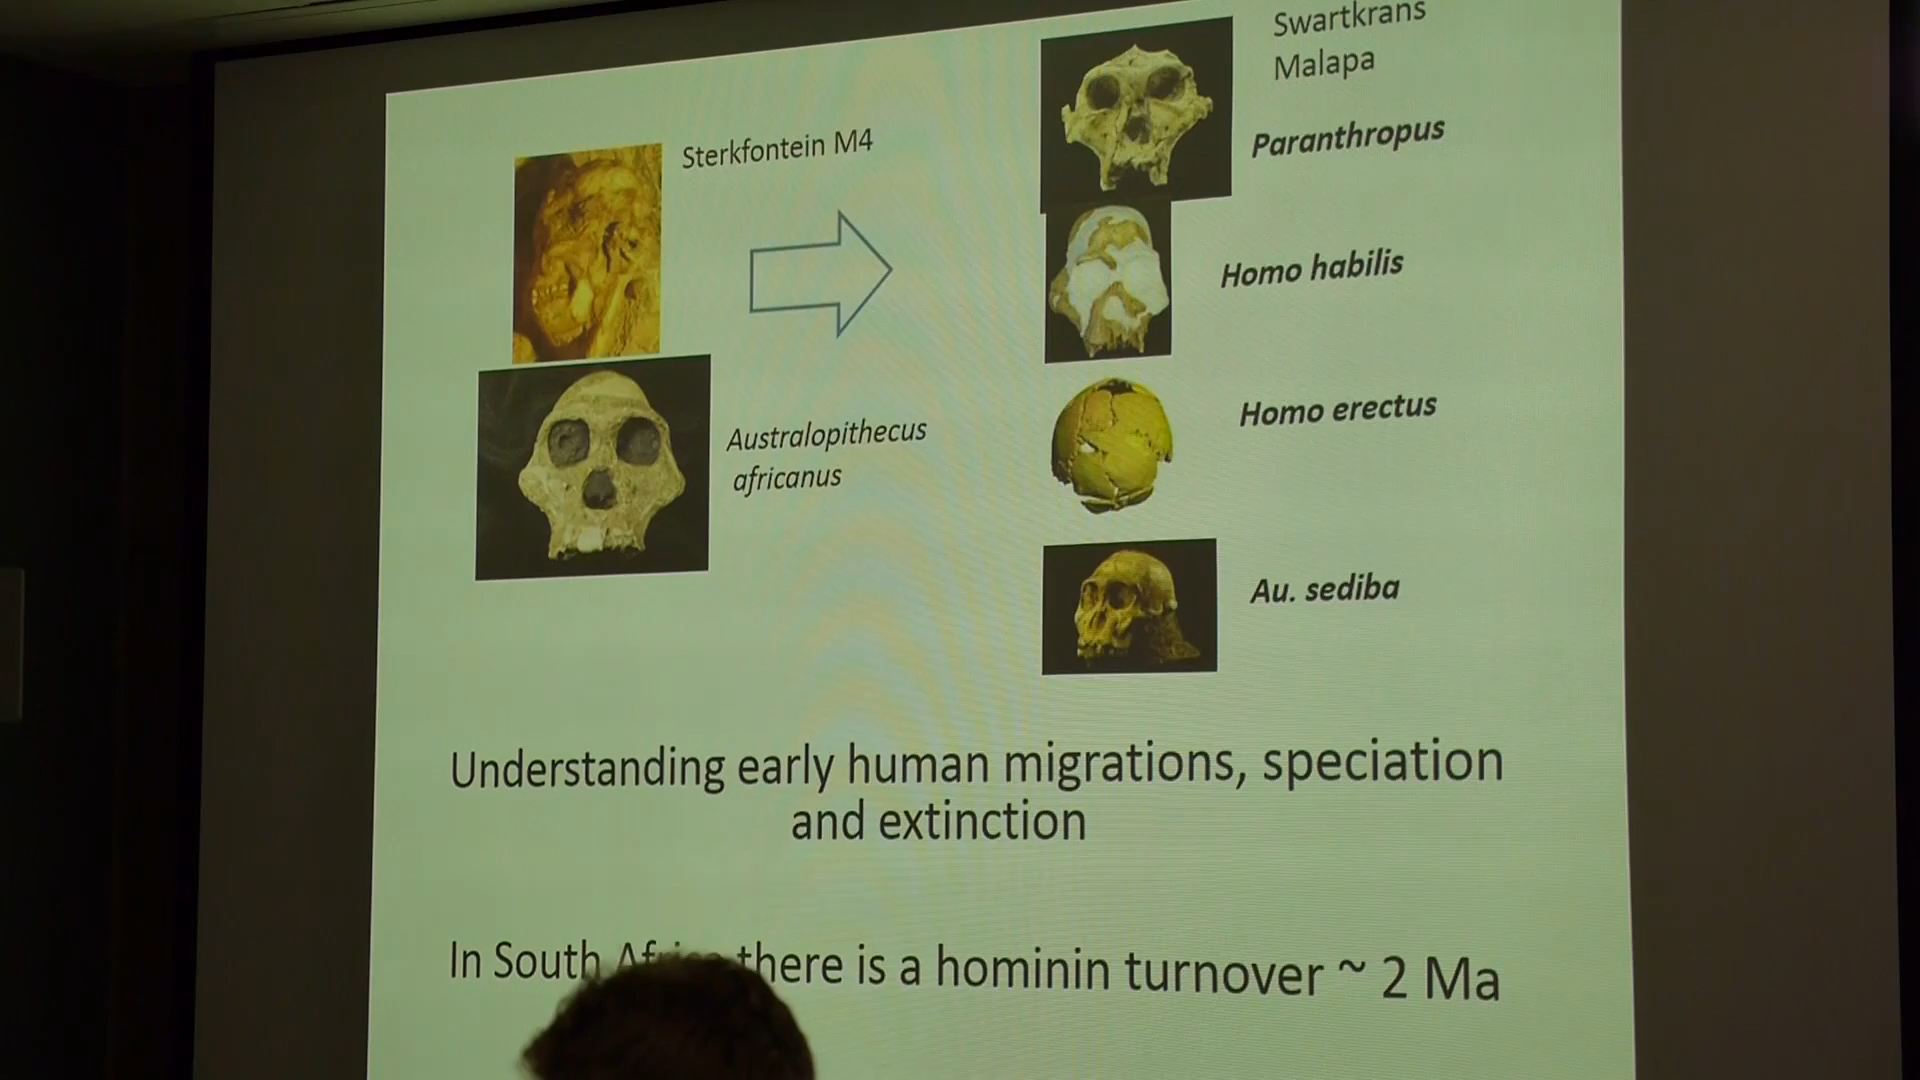 Swartkrans
Malapa
Sterkfontein M4
Paranthropus
Homo habilis
Australopithecus
africanus
Homo erectus
Au. sediba
Understanding early human migrations, speciation
and extinction
In South Africa there is a hominin turnover ~ 2 Ma